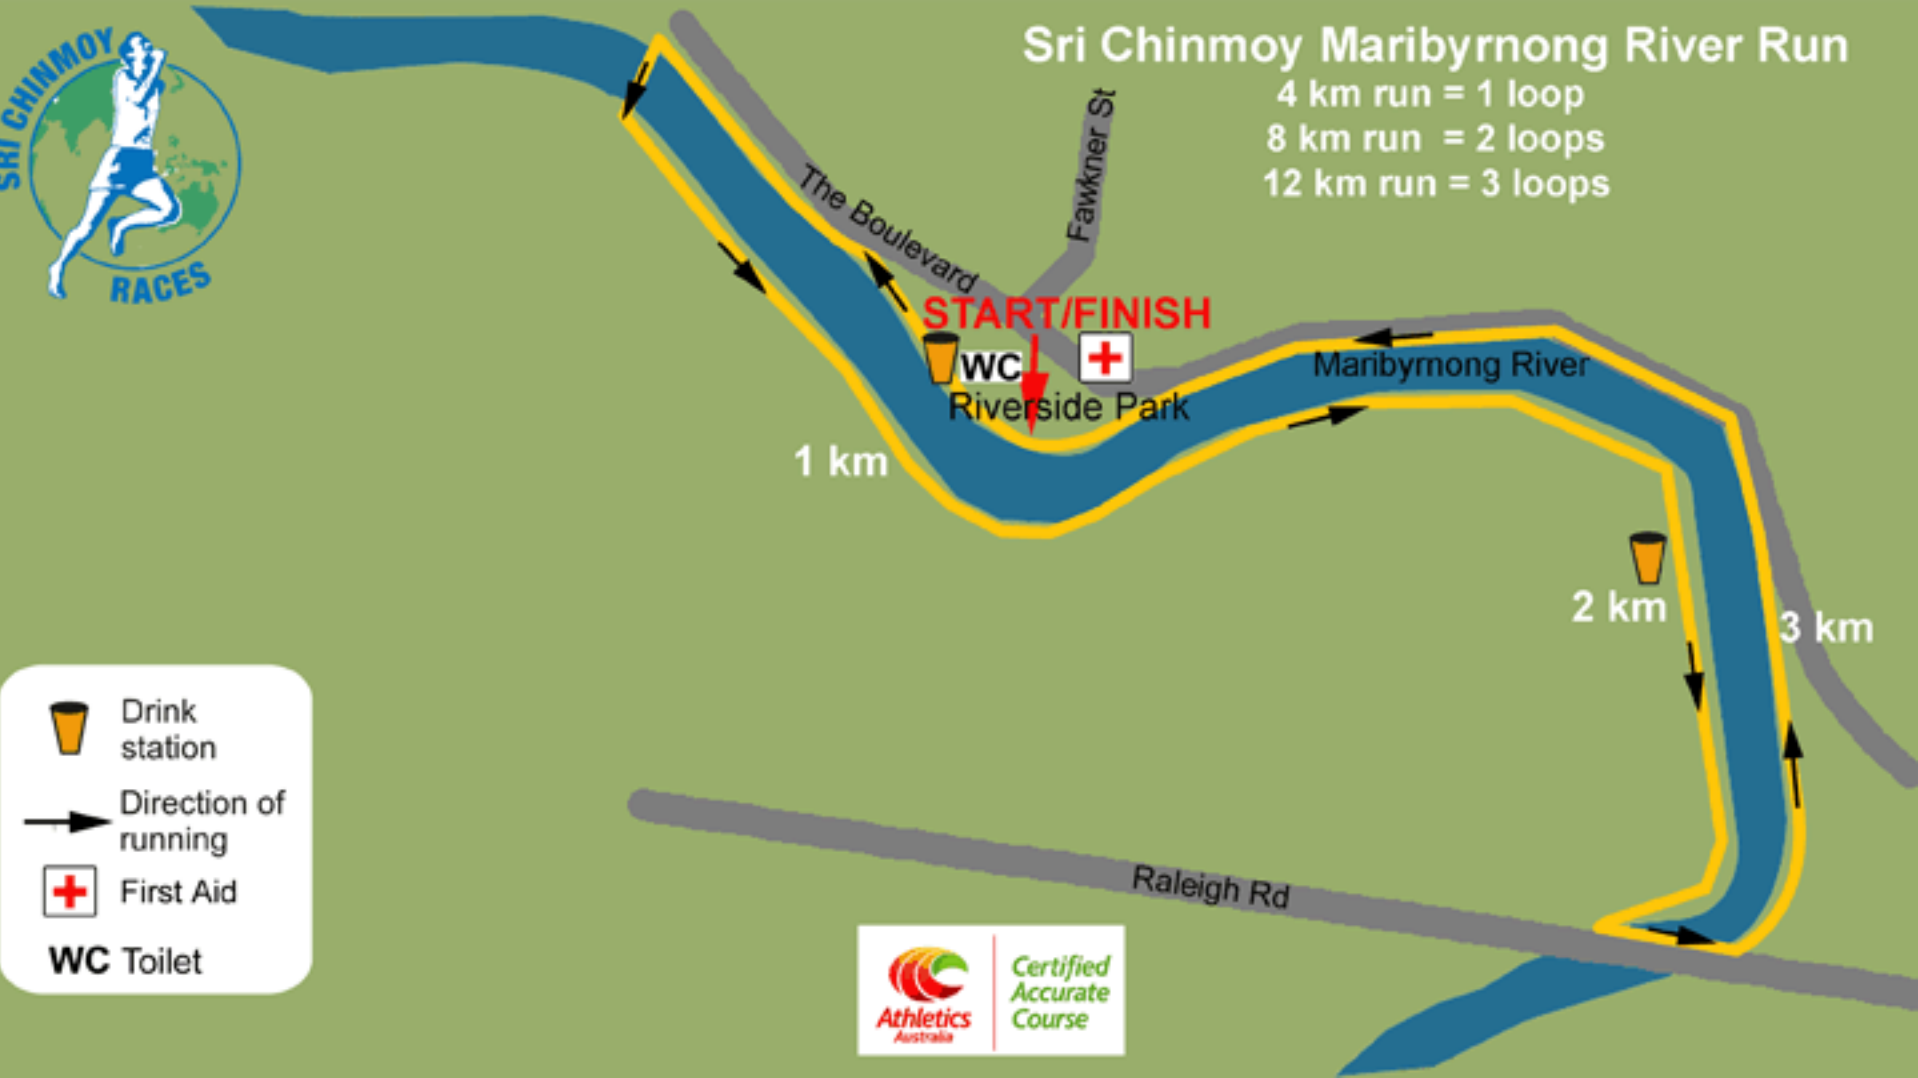 SRI CHINMOY
RACES
Sri Chinmoy Maribyrnong River Run
4 km run = 1 loop
8 km run = 2 loops
12 km run = 3 loops
Fawkner St
The Boulevard
START/FINISH
WC
Riverside Park
Maribyrnong River
1 km
2 km
3 km
Raleigh Rd
Drink
station
Direction of
running
First Aid
WC Toilet
Athletics
Australia
Certified
Accurate
Course